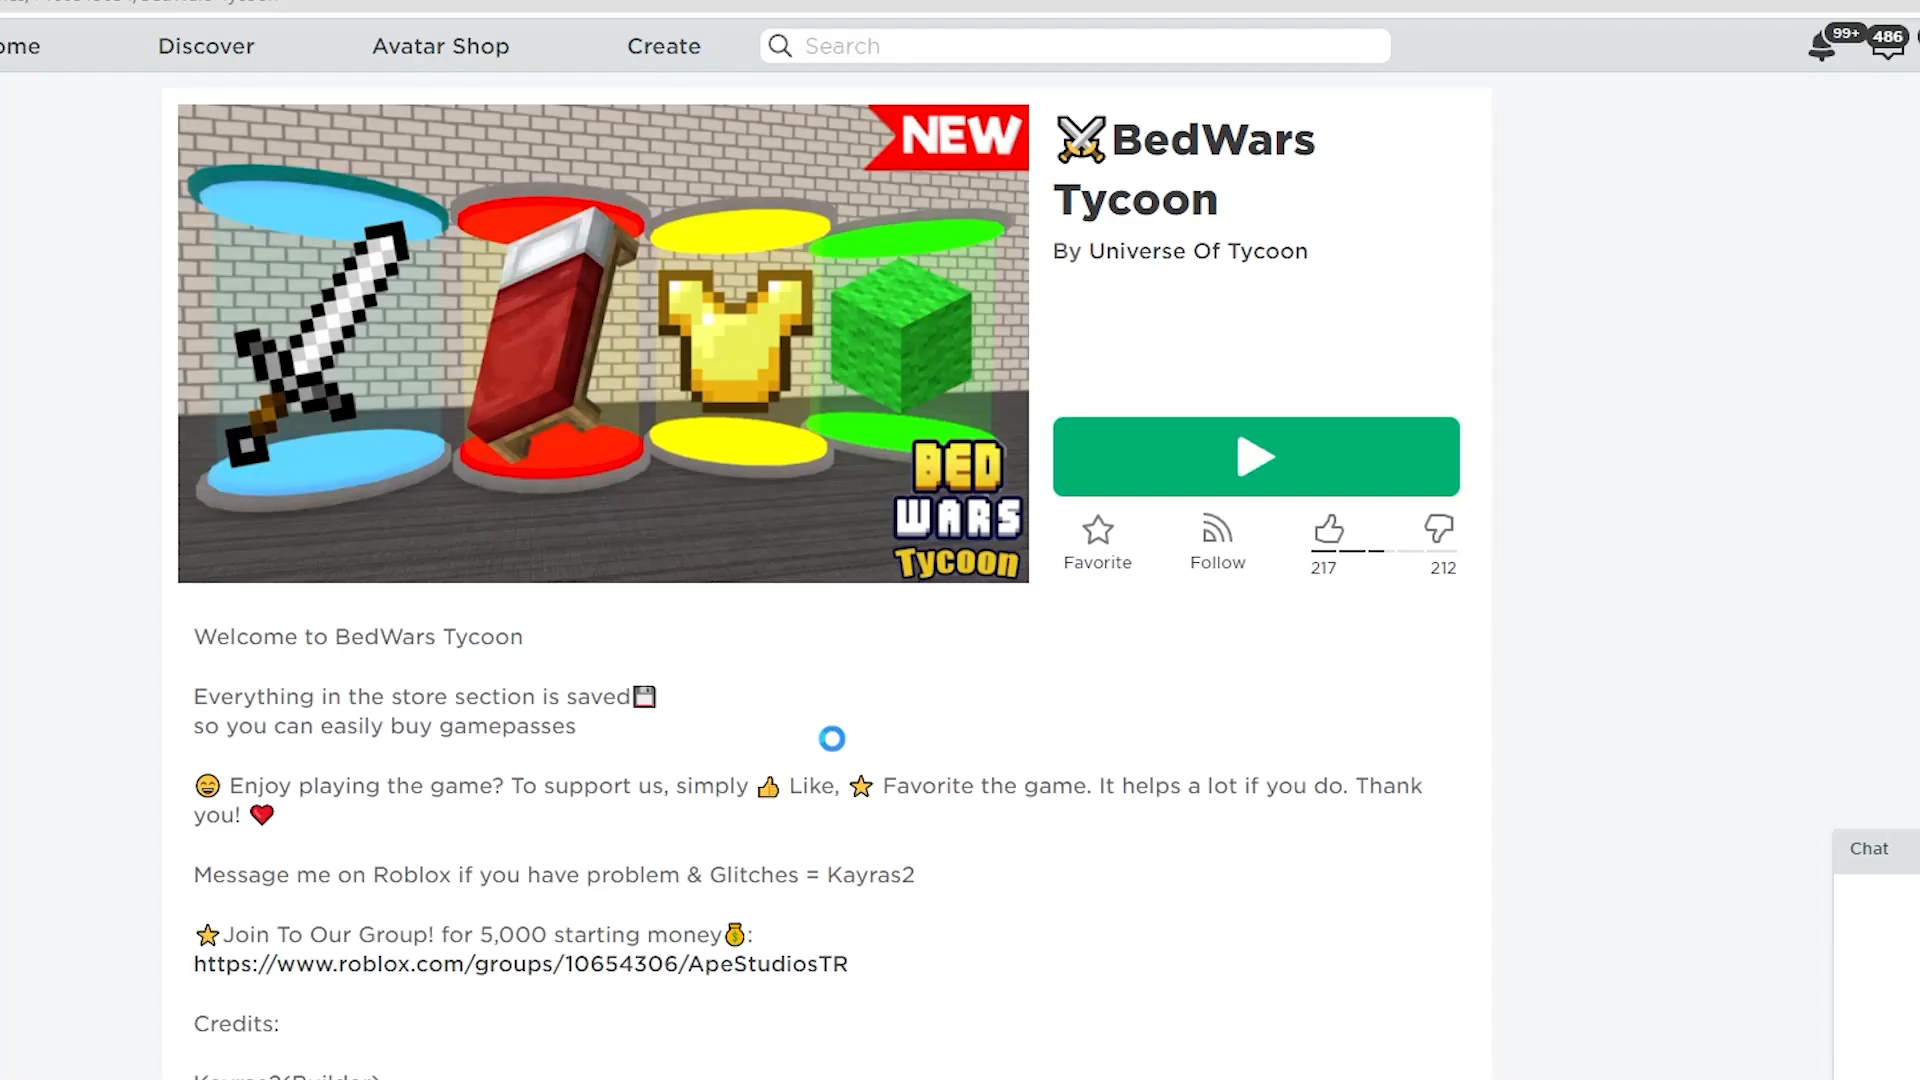 ome Discover Avatar Shop Create Search 99+ 486
NEW
BED
WARS
Tycoon
⚔BedWars
Tycoon
By Universe Of Tycoon
Favorite Follow 217 212
Welcome to BedWars Tycoon
Everything in the store section is saved💾
so you can easily buy gamepasses
😄 Enjoy playing the game? To support us, simply 👍 Like, ⭐ Favorite the game. It helps a lot if you do. Thank
you! ❤
Message me on Roblox if you have problem & Glitches = Kayras2
⭐Join To Our Group! for 5,000 starting money💰:
https://www.roblox.com/groups/10654306/ApeStudiosTR
Credits:
Kayras2(Builder)
Chat